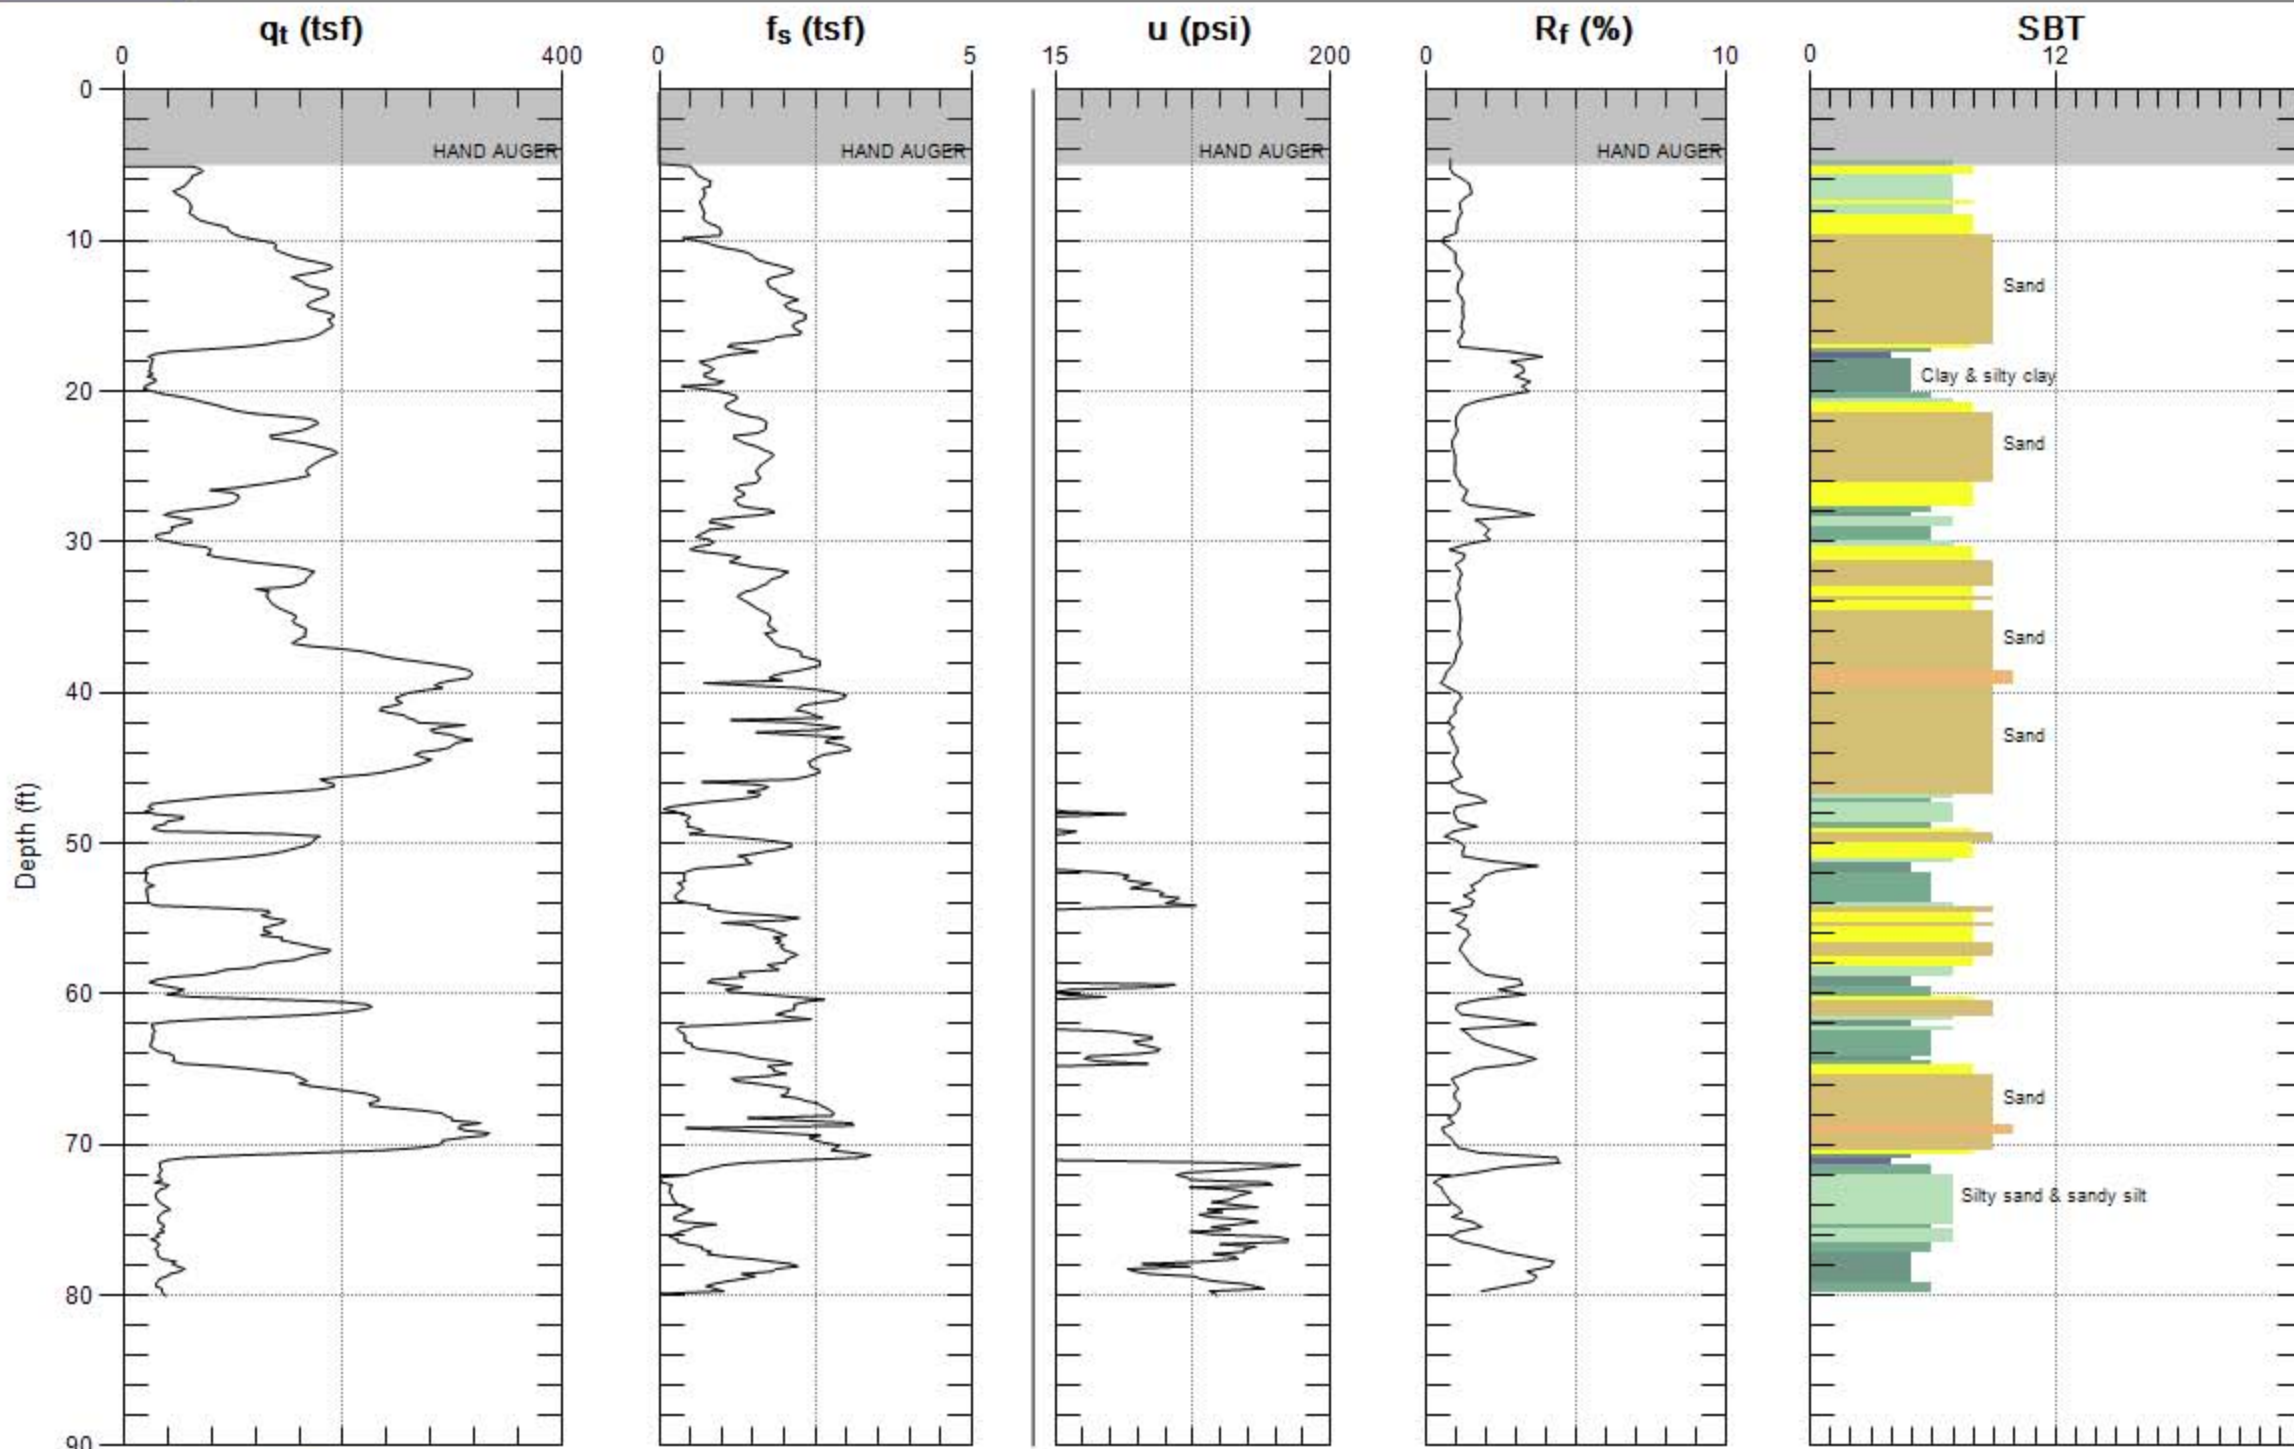 qt (tsf) fs (tsf) u (psi) Rf (%) SBT
0 400 0 5 15 200 0 10 0 12
0
HAND AUGER HAND AUGER HAND AUGER HAND AUGER
10
Sand
20
Clay & silty clay
Sand
30
Sand
40
Sand
50
Depth (ft)
60
Sand
70
Silty sand & sandy silt
80
90